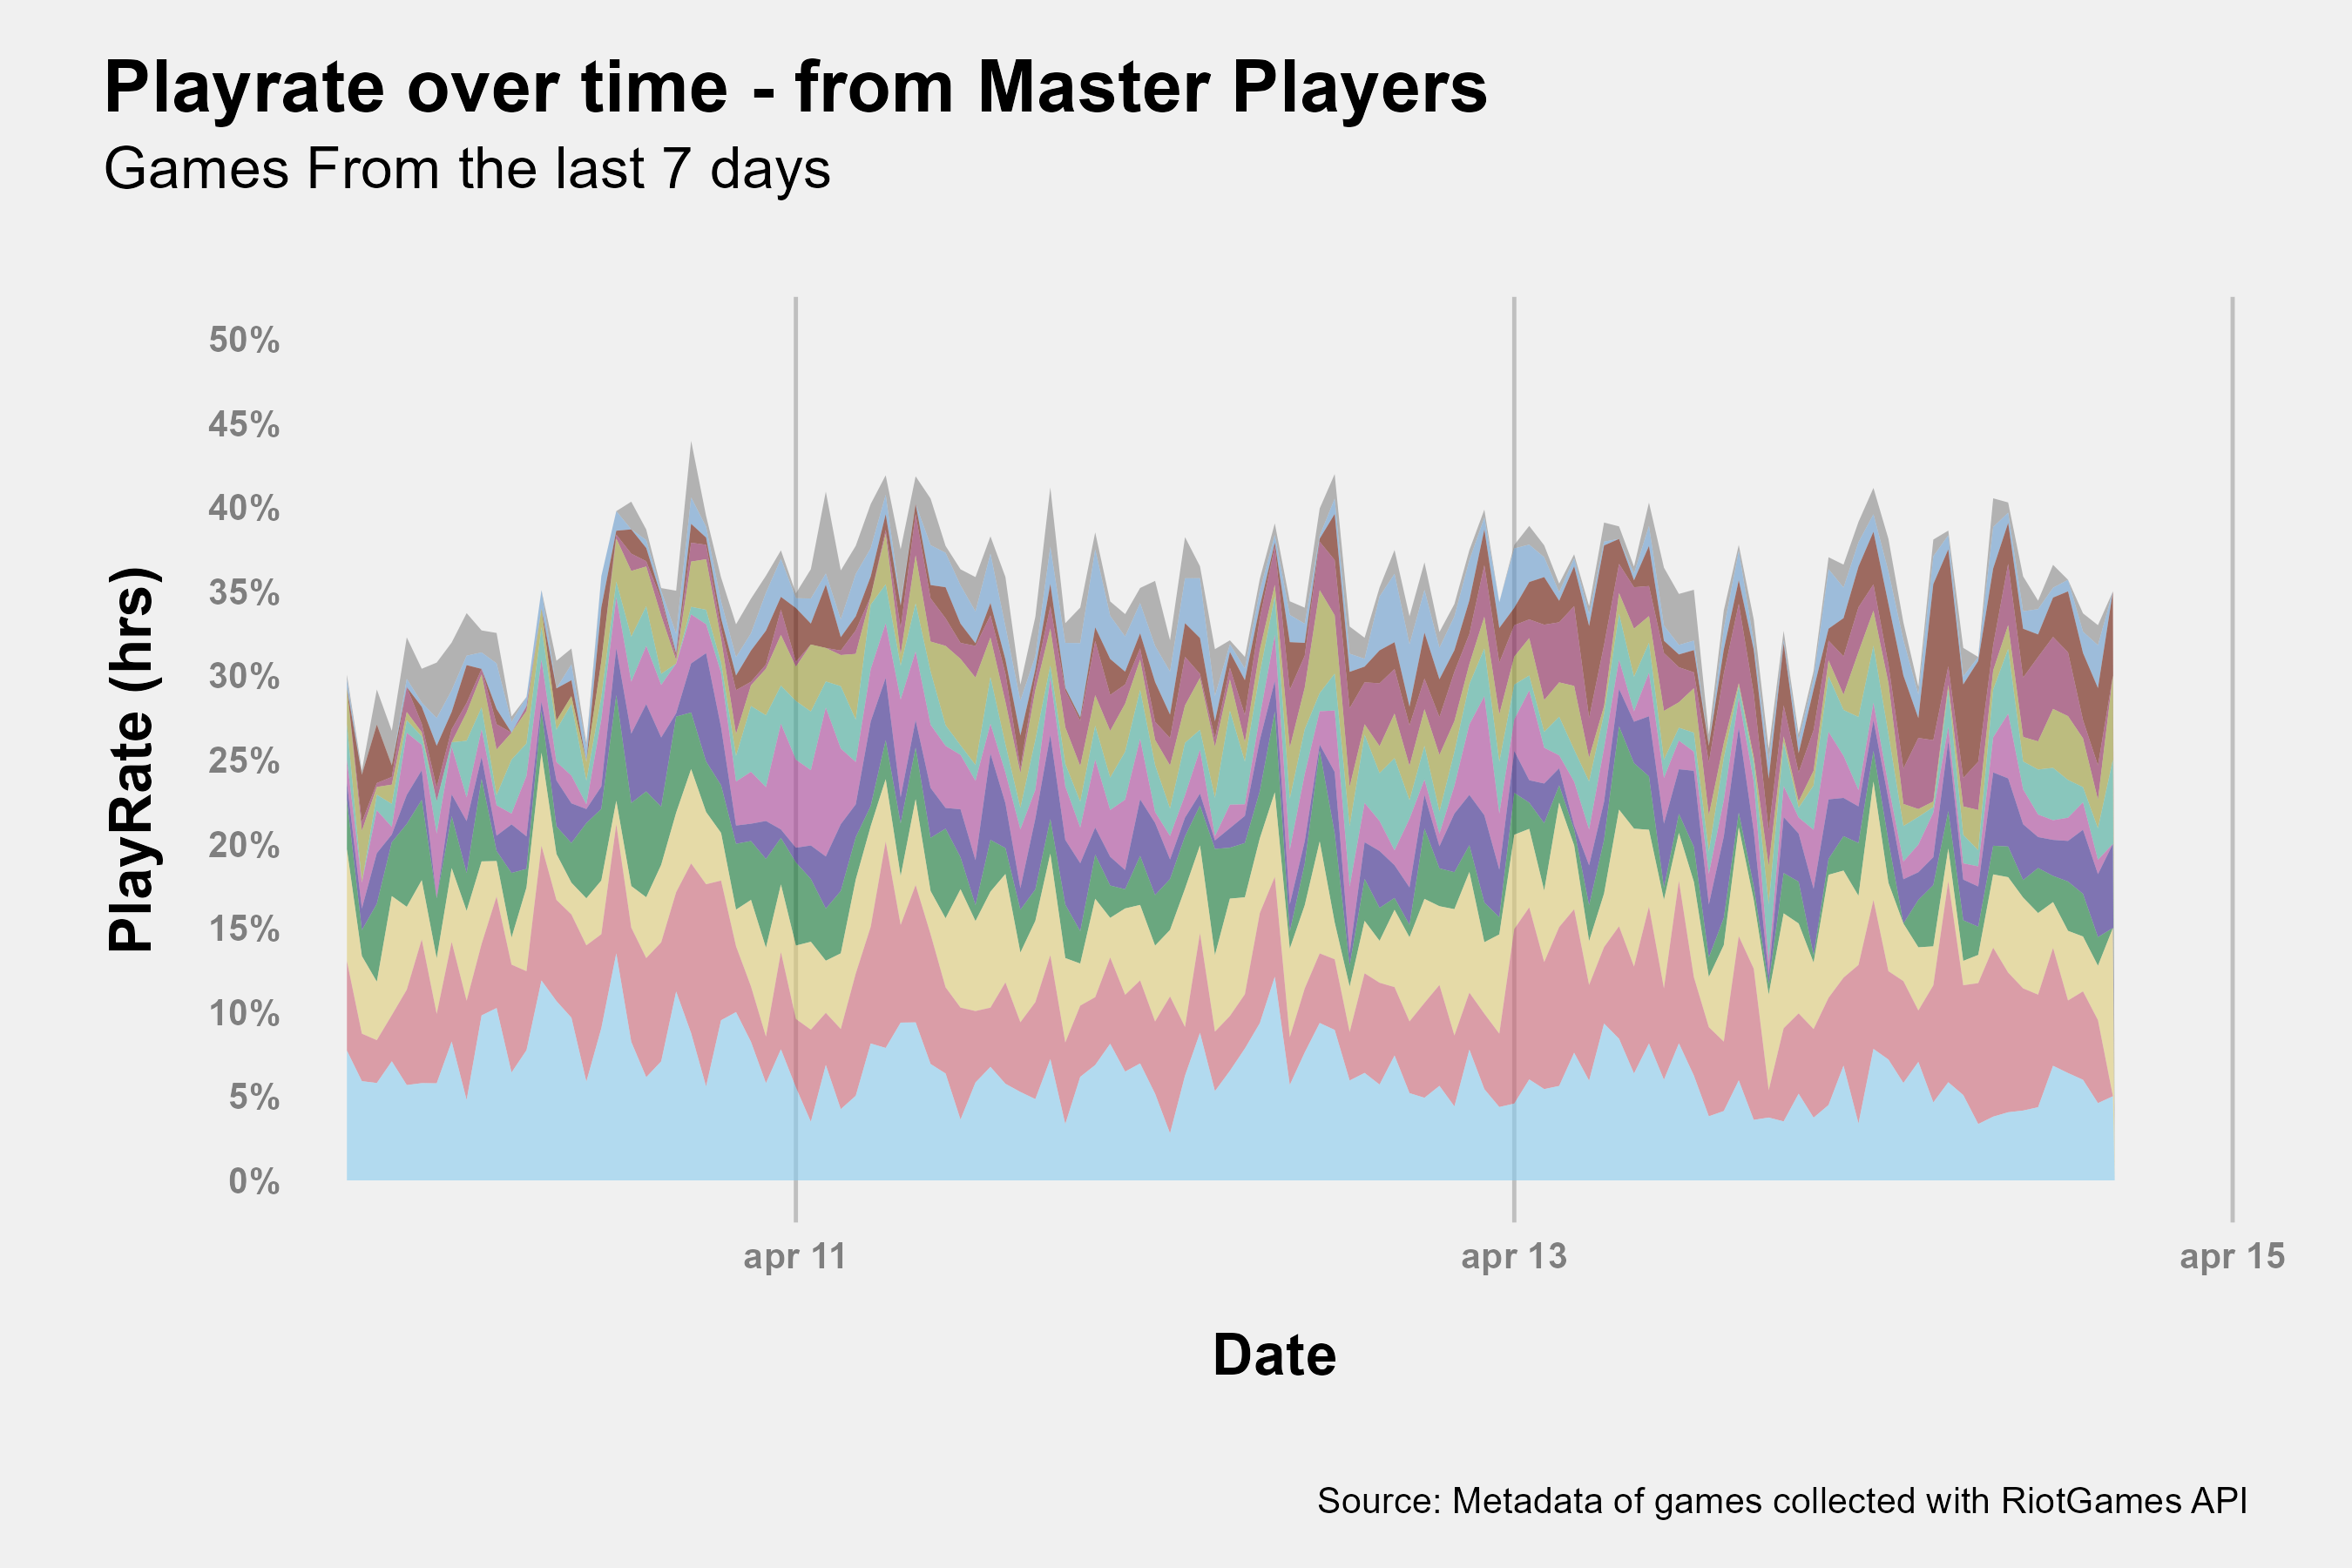 Playrate over time - from Master Players
Games From the last 7 days
50%
45%
40%
35%
30%
25%
20%
15%
10%
5%
0%
PlayRate (hrs)
apr 11
apr 13
apr 15
Date
Source: Metadata of games collected with RiotGames API